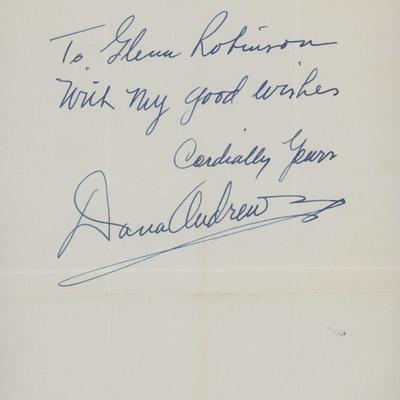 To Glenn Robinson
With My good wishes
Cordially Yours
Dana Andrews